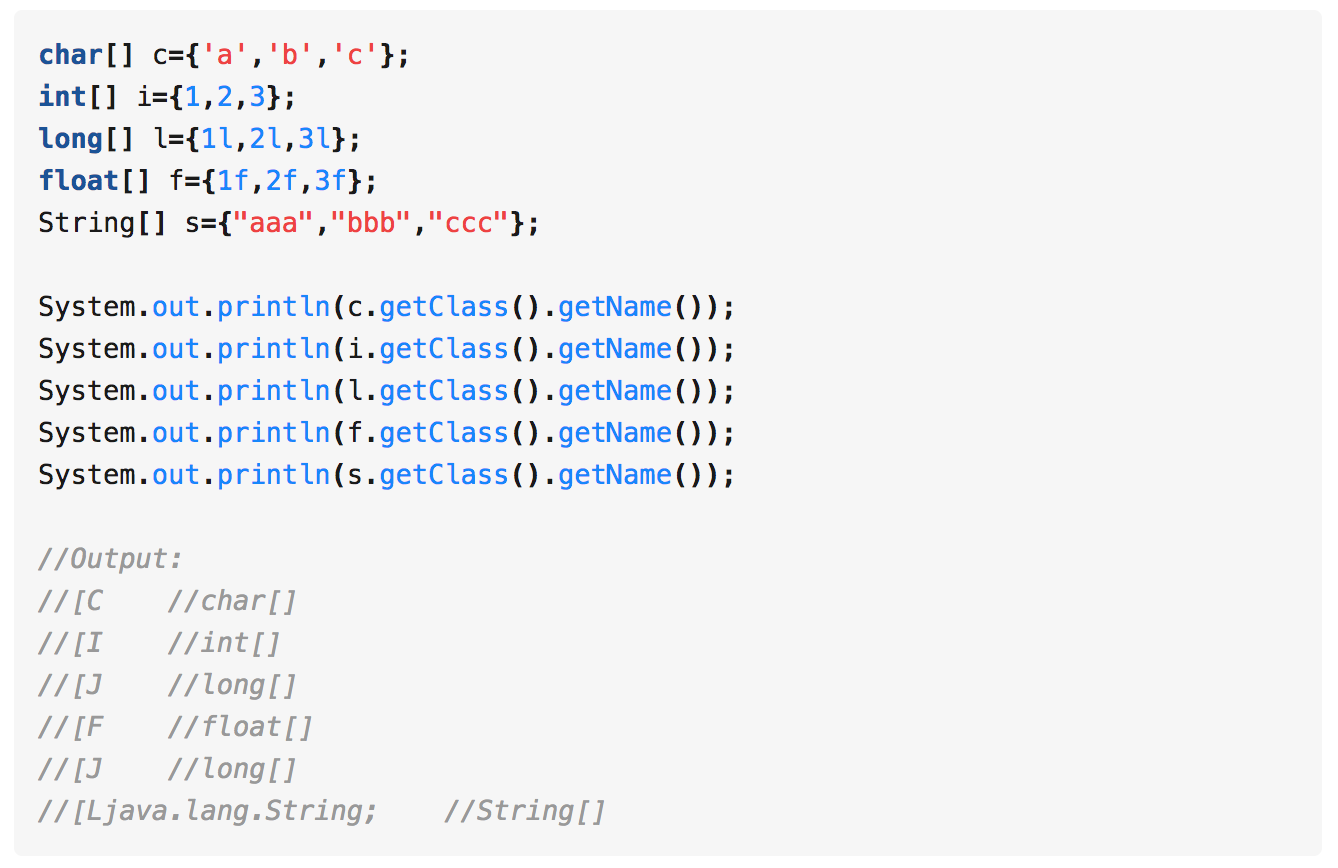 char[] c={'a','b','c'};
int[] i={1,2,3};
long[] l={1l,2l,3l};
float[] f={1f,2f,3f};
String[] s={"aaa","bbb","ccc"};

System.out.println(c.getClass().getName());
System.out.println(i.getClass().getName());
System.out.println(l.getClass().getName());
System.out.println(f.getClass().getName());
System.out.println(s.getClass().getName());

//Output:
//[C    //char[]
//[I    //int[]
//[J    //long[]
//[F    //float[]
//[J    //long[]
//[Ljava.lang.String;    //String[]